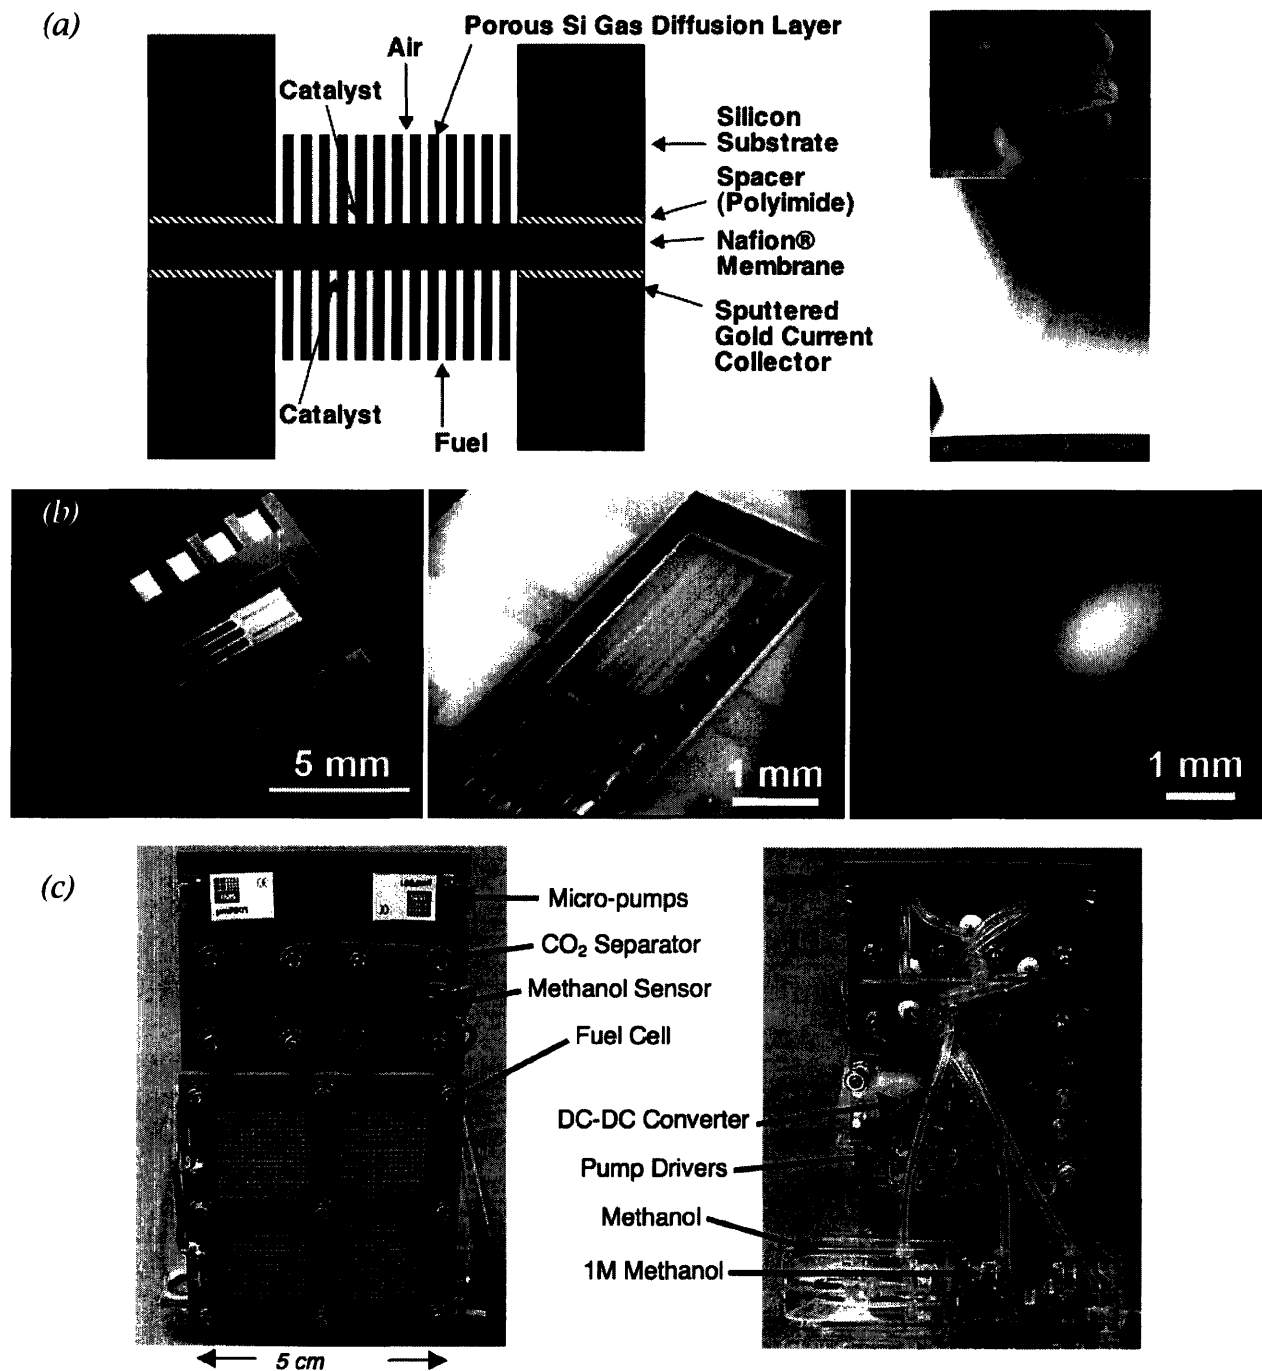 (a)
Porous Si Gas Diffusion Layer
Air
Catalyst
Silicon
Substrate
Spacer
(Polyimide)
Nafion®
Membrane
Sputtered
Gold Current
Collector
Catalyst
Fuel
(b)
5 mm
1 mm
1 mm
(c)
Micro-pumps
CO₂ Separator
Methanol Sensor
Fuel Cell
DC-DC Converter
Pump Drivers
Methanol
1M Methanol
5 cm